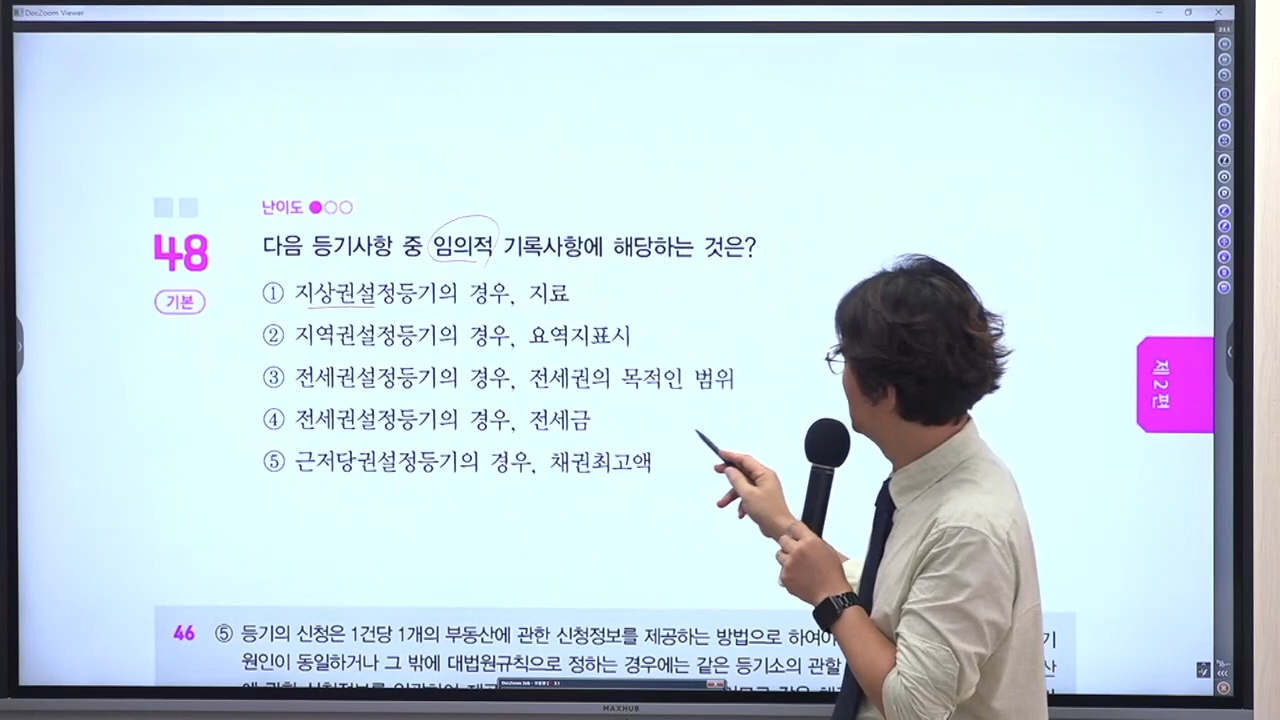 DocZoom Viewer
난이도
48
다음 등기사항 중 임의적 기록사항에 해당하는 것은?
기본
① 지상권설정등기의 경우, 지료
② 지역권설정등기의 경우, 요역지표시
③ 전세권설정등기의 경우, 전세권의 목적인 범위
④ 전세권설정등기의 경우, 전세금
⑤ 근저당권설정등기의 경우, 채권최고액
제2편
46 ⑤ 등기의 신청은 1건당 1개의 부동산에 관한 신청정보를 제공하는 방법으로 하여야
원인이 동일하거나 그 밖에 대법원규칙으로 정하는 경우에는 같은 등기소의 관할
MAXHUB